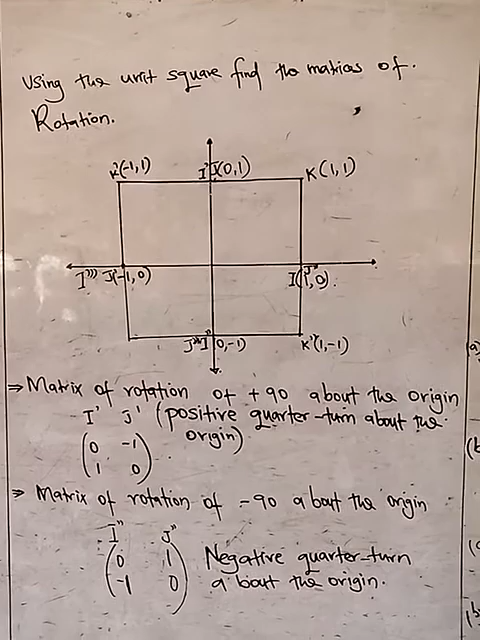 Using the unit square find the matrices of.
Rotation.
K'(-1,1) I'J(0,1) K(1,1)
I''' J'(-1,0) I(J''1,0).
J''' I''(0,-1) K''(1,-1)
⇒ Matrix of rotation of +90 about the origin
I' J' (positive quarter-turn about the
origin)
(0 -1)
(1 0)
⇒ Matrix of rotation of -90 about the origin
I'' J''
(0 1) Negative quarter-turn
(-1 0) about the origin.
(a)
(b
(c
(b